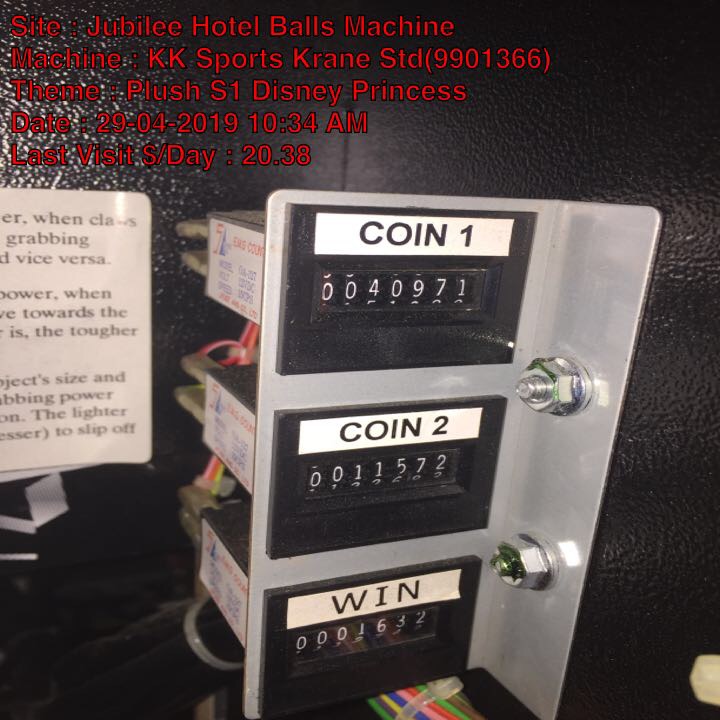 Site : Jubilee Hotel Balls Machine
Machine : KK Sports Krane Std(9901366)
Theme : Plush S1 Disney Princess
Date : 29-04-2019 10:34 AM
Last Visit $/Day : 20.38
er, when claws
grabbing
d vice versa.
power, when
ve towards the
r is, the tougher
oject's size and
abbing power
on. The lighter
esser) to slip off
COIN 1
0040971
COIN 2
0011572
WIN
0001632